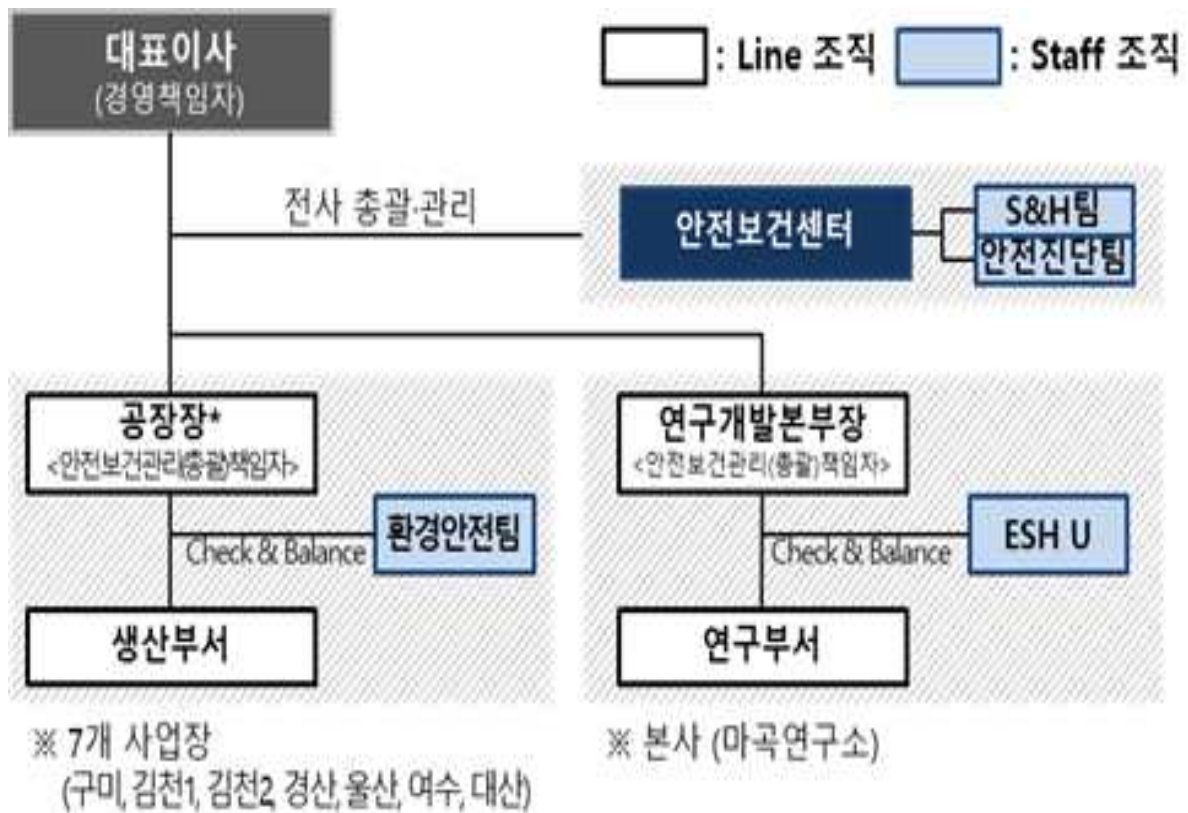 대표이사
(경영책임자)
: Line 조직
: Staff 조직
전사 총괄·관리
안전보건센터
S&H팀
안전진단팀
공장장*
<안전보건관리(총괄)책임자>
환경안전팀
Check & Balance
생산부서
※ 7개 사업장
(구미, 김천1, 김천2, 경산, 울산, 여수, 대산)
연구개발본부장
<안전보건관리(총괄)책임자>
ESH U
Check & Balance
연구부서
※ 본사 (마곡연구소)